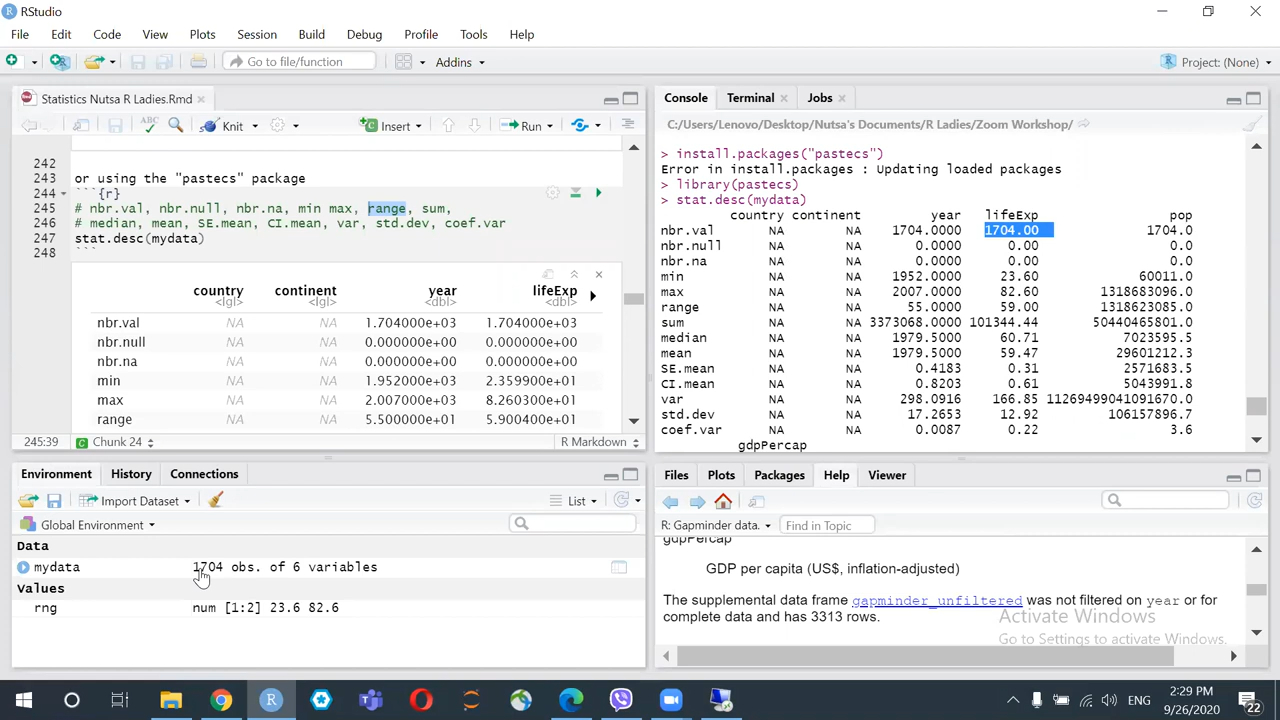 RStudio
File Edit Code View Plots Session Build Debug Profile Tools Help
Go to file/function Addins Project: (None)
Statistics Nutsa R Ladies.Rmd
ABC Knit Insert Run
242
243 or using the "pastecs" package
244 ```{r}
245 # nbr.val, nbr.null, nbr.na, min max, range, sum,
246 # median, mean, SE.mean, CI.mean, var, std.dev, coef.var
247 stat.desc(mydata)
248 ```
country continent year lifeExp
<lgl> <lgl> <dbl> <dbl>
nbr.val NA NA 1.704000e+03 1.704000e+03
nbr.null NA NA 0.000000e+00 0.000000e+00
nbr.na NA NA 0.000000e+00 0.000000e+00
min NA NA 1.952000e+03 2.359900e+01
max NA NA 2.007000e+03 8.260300e+01
range NA NA 5.500000e+01 5.900400e+01
245:39 Chunk 24 R Markdown
Console Terminal Jobs
C:/Users/Lenovo/Desktop/Nutsa's Documents/R Ladies/Zoom Workshop/
> install.packages("pastecs")
Error in install.packages : Updating loaded packages
> library(pastecs)
> stat.desc(mydata)
country continent year lifeExp pop
nbr.val NA NA 1704.0000 1704.00 1704.0
nbr.null NA NA 0.0000 0.00 0.0
nbr.na NA NA 0.0000 0.00 0.0
min NA NA 1952.0000 23.60 60011.0
max NA NA 2007.0000 82.60 1318683096.0
range NA NA 55.0000 59.00 1318623085.0
sum NA NA 3373068.0000 101344.44 50440465801.0
median NA NA 1979.5000 60.71 7023595.5
mean NA NA 1979.5000 59.47 29601212.3
SE.mean NA NA 0.4183 0.31 2571683.5
CI.mean NA NA 0.8203 0.61 5043991.8
var NA NA 298.0916 166.85 11269499041091670.0
std.dev NA NA 17.2653 12.92 106157896.7
coef.var NA NA 0.0087 0.22 3.6
gdpPercap
Environment History Connections
Import Dataset List
Global Environment
Data
mydata 1704 obs. of 6 variables
Values
rng num [1:2] 23.6 82.6
Files Plots Packages Help Viewer
R: Gapminder data. Find in Topic
gdpPercap
GDP per capita (US$, inflation-adjusted)
The supplemental data frame gapminder_unfiltered was not filtered on year or for
complete data and has 3313 rows.
Activate Windows
Go to Settings to activate Windows.
ENG
2:29 PM
9/26/2020
22